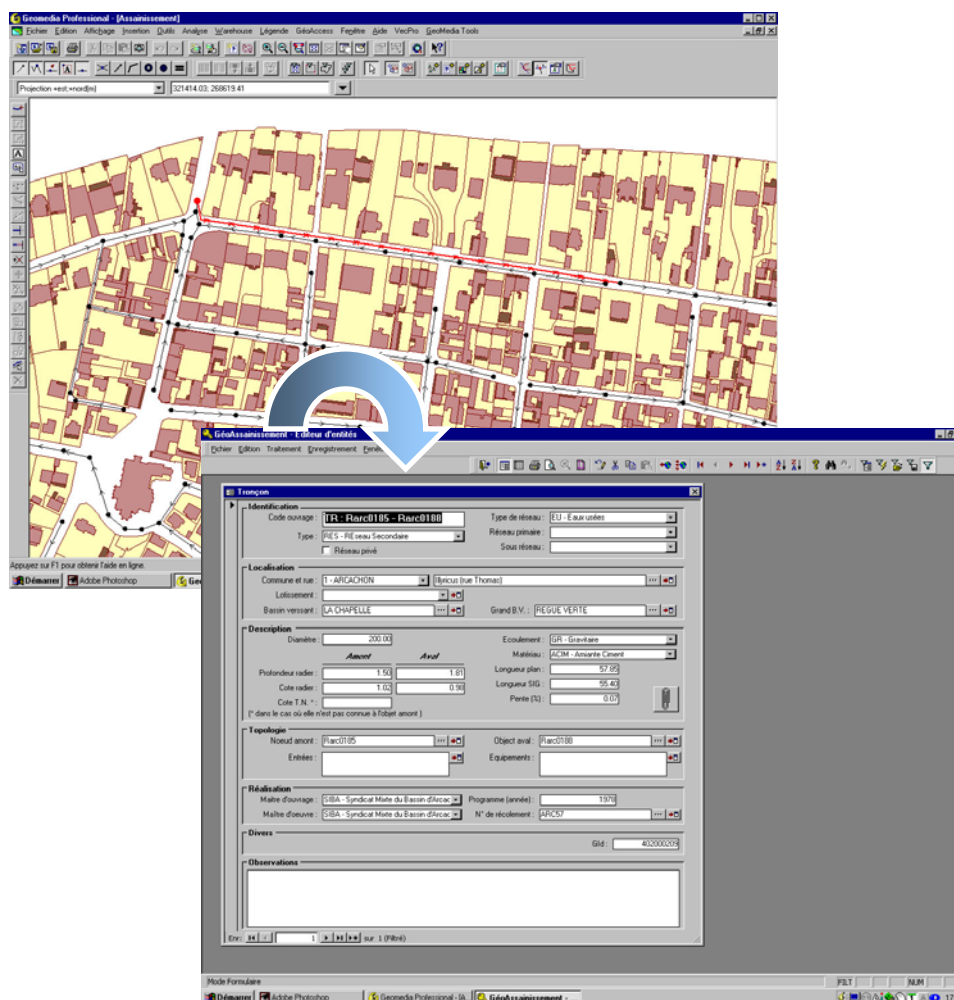 Geomedia Professional - [Assainissement]
Fichier Edition Affichage Insertion Outils Analyse Warehouse Légende GéoAccess Fenêtre Aide VecPro GeoMedia Tools
Projection +est;+nord(m) 321414.03; 268619.41
Appuyez sur F1 pour obtenir l'aide en ligne.
Démarrer Adobe Photoshop
GéoAssainissement - Editeur d'entités
Fichier Edition Traitement Enregistrement
Tronçon
Identification
Code ouvrage : TR : Rarc0185 - Rarc0188 Type de réseau : EU - Eaux usées
Type : RES - REseau Secondaire Réseau primaire :
Réseau privé Sous réseau :
Localisation
Commune et rue : 1 - ARCACHON Illyricus (rue Thomas)
Lotissement :
Bassin versant : LA CHAPELLE Grand B.V. : REGUE VERTE
Description
Diamètre : 200.00 Ecoulement : GR - Gravitaire
Amont Aval Matériau : ACIM - Amiante Ciment
Profondeur radier : 1.50 1.81 Longueur plan : 57.85
Cote radier : 1.02 0.98 Longueur SIG : 55.40
Cote T.N. * : Pente (%) : 0.07
(* dans le cas où elle n'est pas connue à l'objet amont )
Topologie
Noeud amont : Rarc0185 Object aval : Rarc0188
Entrées : Equipements :
Réalisation
Maitre d'ouvrage : SIBA - Syndicat Mixte du Bassin d'Arcac Programme (année) : 1978
Maître d'oeuvre : SIBA - Syndicat Mixte du Bassin d'Arcac N° de récolement : ARC57
Divers
GId : 402000209
Observations
Enr: 1 sur 1 (Filtré)
Mode Formulaire FILT NUM
Démarrer Adobe Photoshop Geomedia Professional - [A... GéoAssainissement - ...